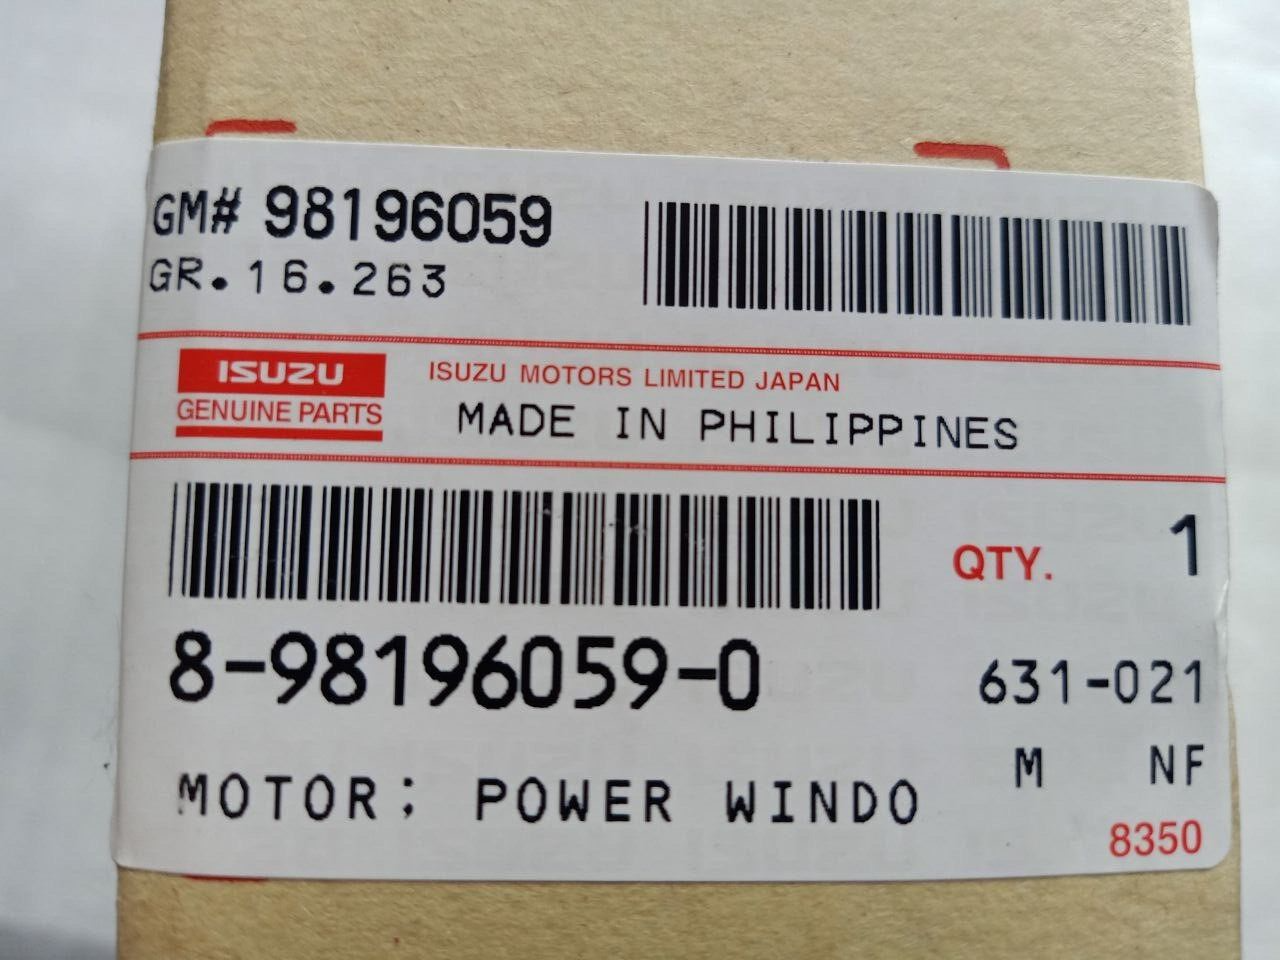 GM# 98196059
GR.16.263
ISUZU
GENUINE PARTS
ISUZU MOTORS LIMITED JAPAN
MADE IN PHILIPPINES
QTY. 1
8-98196059-0
631-021
M NF
MOTOR; POWER WINDO
8350